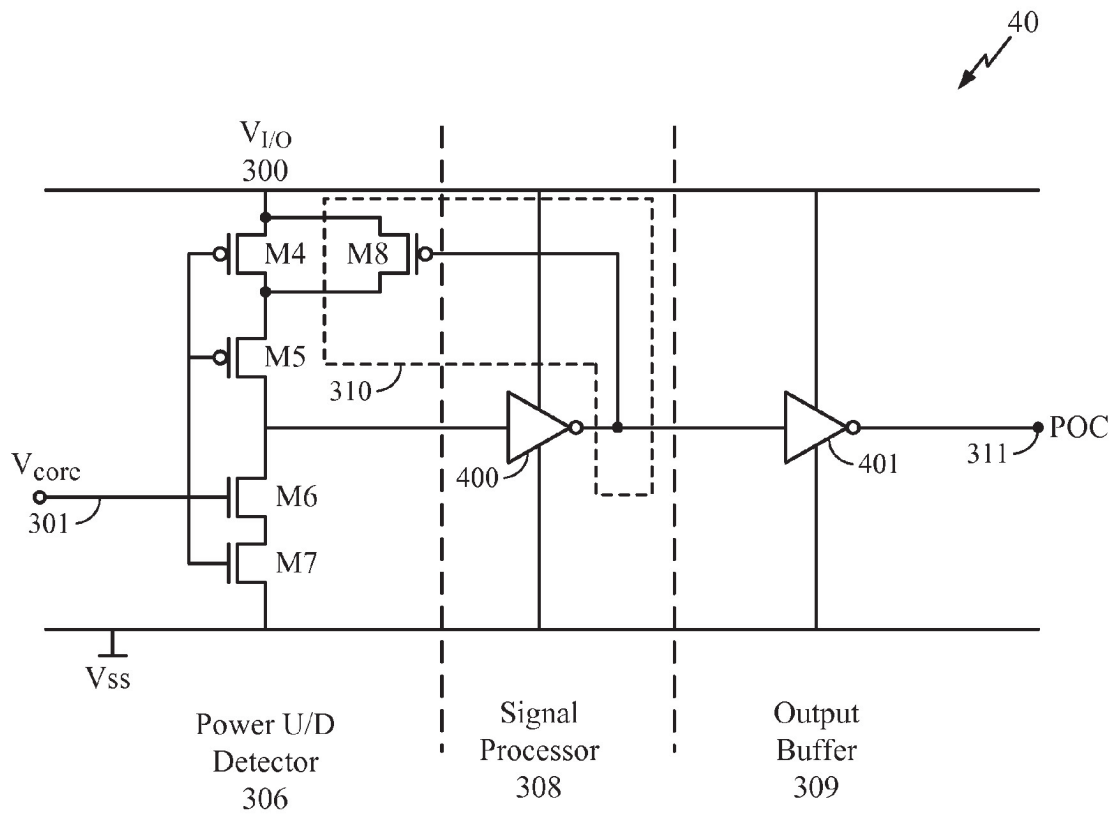 40
V_I/O
300
M4
M8
M5
310
400
401
311
POC
Vcore
301
M6
M7
Vss
Power U/D
Detector
306
Signal
Processor
308
Output
Buffer
309